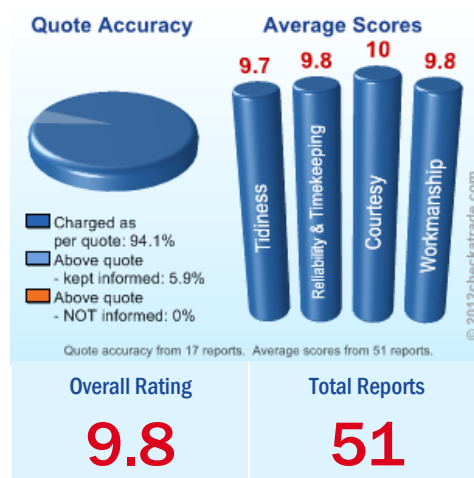 Quote Accuracy
Charged as
per quote: 94.1%
Above quote
- kept informed: 5.9%
Above quote
- NOT informed: 0%
Average Scores
9.7
9.8
10
9.8
Tidiness
Reliability & Timekeeping
Courtesy
Workmanship
© 2012checkatrade.com
Quote accuracy from 17 reports. Average scores from 51 reports.
Overall Rating
9.8
Total Reports
51